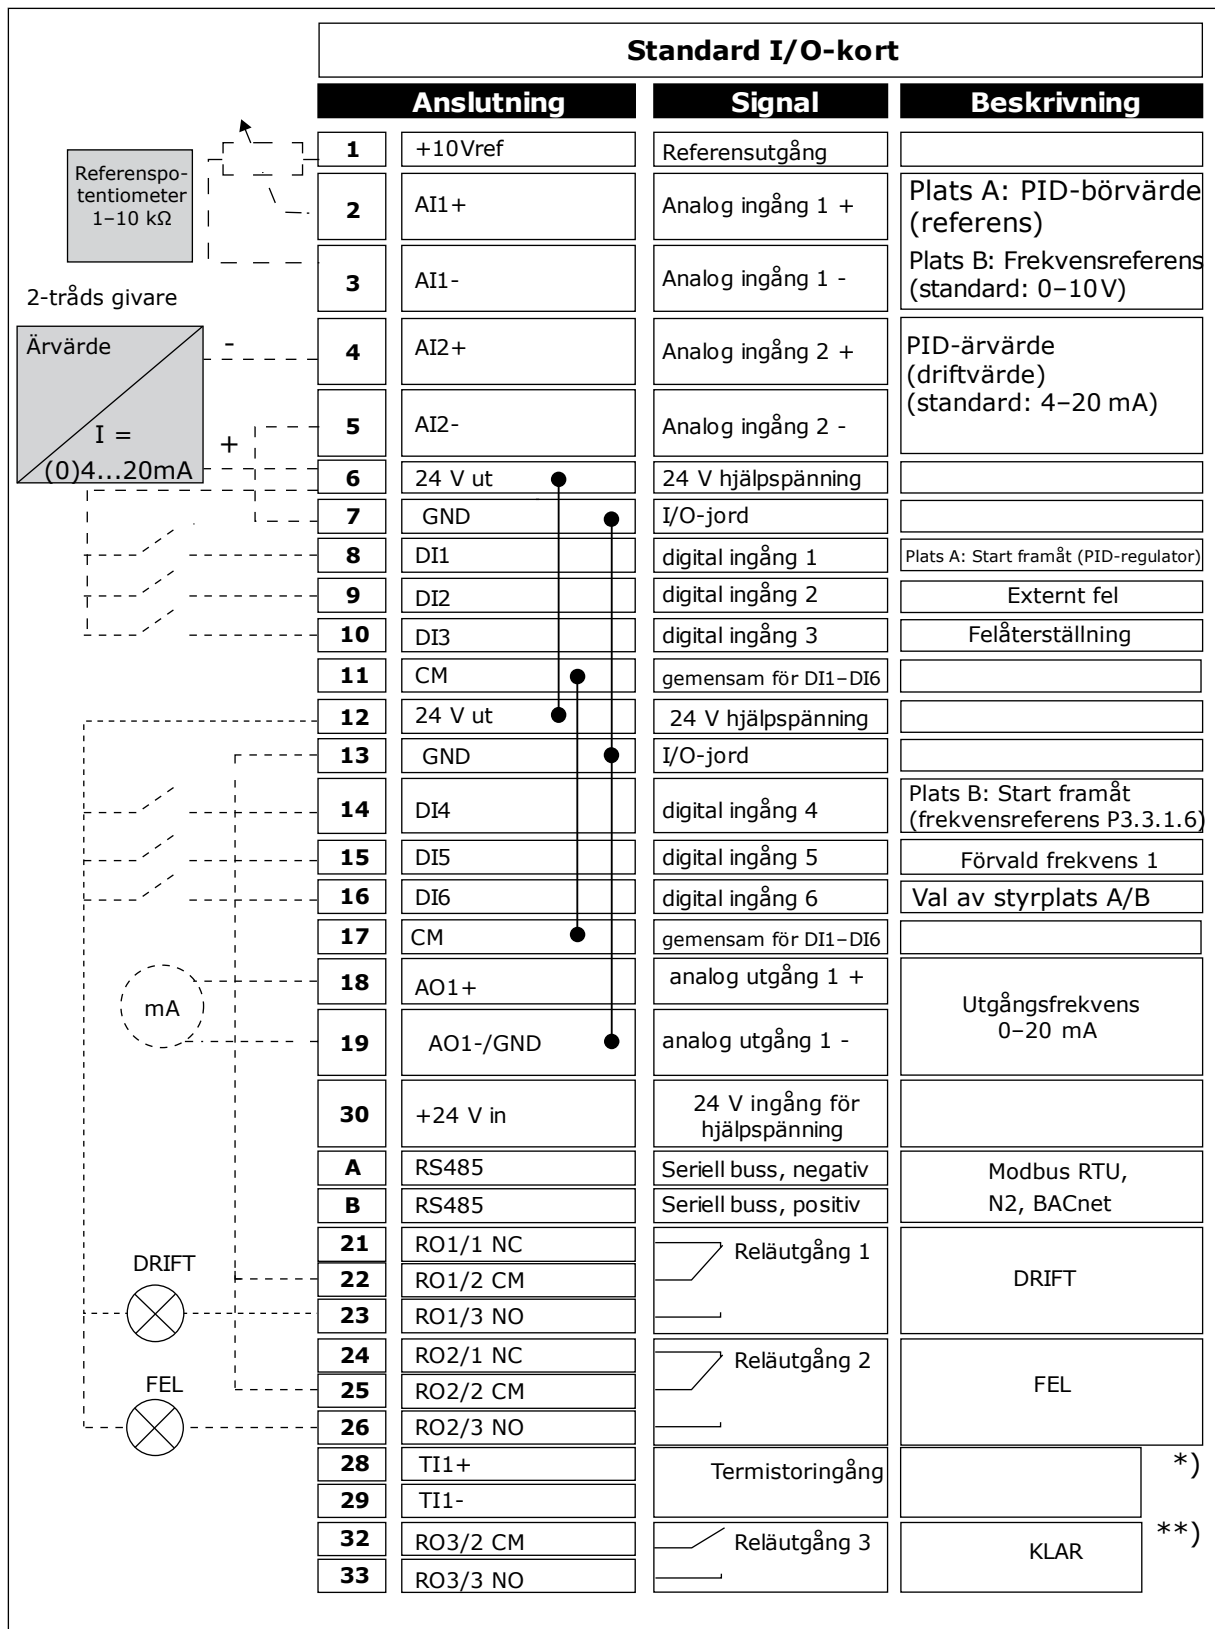 Standard I/O-kort
Anslutning Signal Beskrivning
Referenspo-
tentiometer
1–10 kΩ
2-tråds givare
Ärvärde
-
I =
+
(0)4...20mA
1 +10Vref Referensutgång
2 AI1+ Analog ingång 1 +
Plats A: PID-börvärde
(referens)
3 AI1- Analog ingång 1 -
Plats B: Frekvensreferens
(standard: 0–10V)
4 AI2+ Analog ingång 2 +
PID-ärvärde
(driftvärde)
(standard: 4–20 mA)
5 AI2- Analog ingång 2 -
6 24 V ut 24 V hjälpspänning
7 GND I/O-jord
8 DI1 digital ingång 1 Plats A: Start framåt (PID-regulator)
9 DI2 digital ingång 2 Externt fel
10 DI3 digital ingång 3 Felåterställning
11 CM gemensam för DI1–DI6
12 24 V ut 24 V hjälpspänning
13 GND I/O-jord
14 DI4 digital ingång 4
Plats B: Start framåt
(frekvensreferens P3.3.1.6)
15 DI5 digital ingång 5 Förvald frekvens 1
16 DI6 digital ingång 6 Val av styrplats A/B
17 CM gemensam för DI1–DI6
mA
18 AO1+ analog utgång 1 +
Utgångsfrekvens
0–20 mA
19 AO1-/GND analog utgång 1 -
30 +24 V in
24 V ingång för
hjälpspänning
A RS485 Seriell buss, negativ
Modbus RTU,
N2, BACnet
B RS485 Seriell buss, positiv
DRIFT
21 RO1/1 NC Reläutgång 1
22 RO1/2 CM DRIFT
23 RO1/3 NO
FEL
24 RO2/1 NC Reläutgång 2
25 RO2/2 CM FEL
26 RO2/3 NO
28 TI1+ Termistoringång *)
29 TI1-
32 RO3/2 CM Reläutgång 3 KLAR **)
33 RO3/3 NO